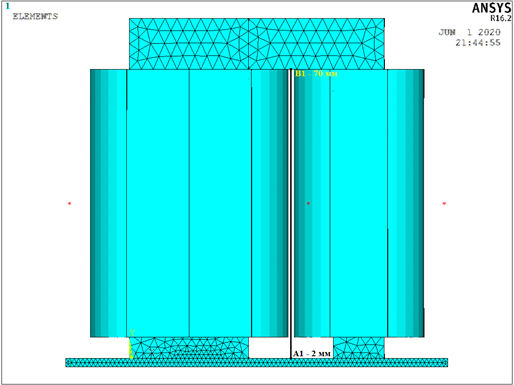 1
ELEMENTS
ANSYS
R16.2
JUN 1 2020
21:44:55
B1 - 70 мм
Y
A1 - 2 мм